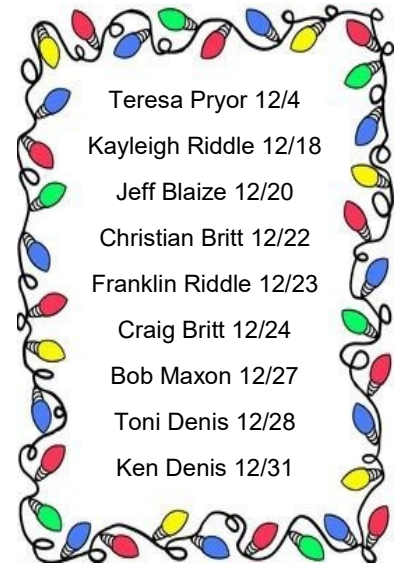 Teresa Pryor 12/4
Kayleigh Riddle 12/18
Jeff Blaize 12/20
Christian Britt 12/22
Franklin Riddle 12/23
Craig Britt 12/24
Bob Maxon 12/27
Toni Denis 12/28
Ken Denis 12/31